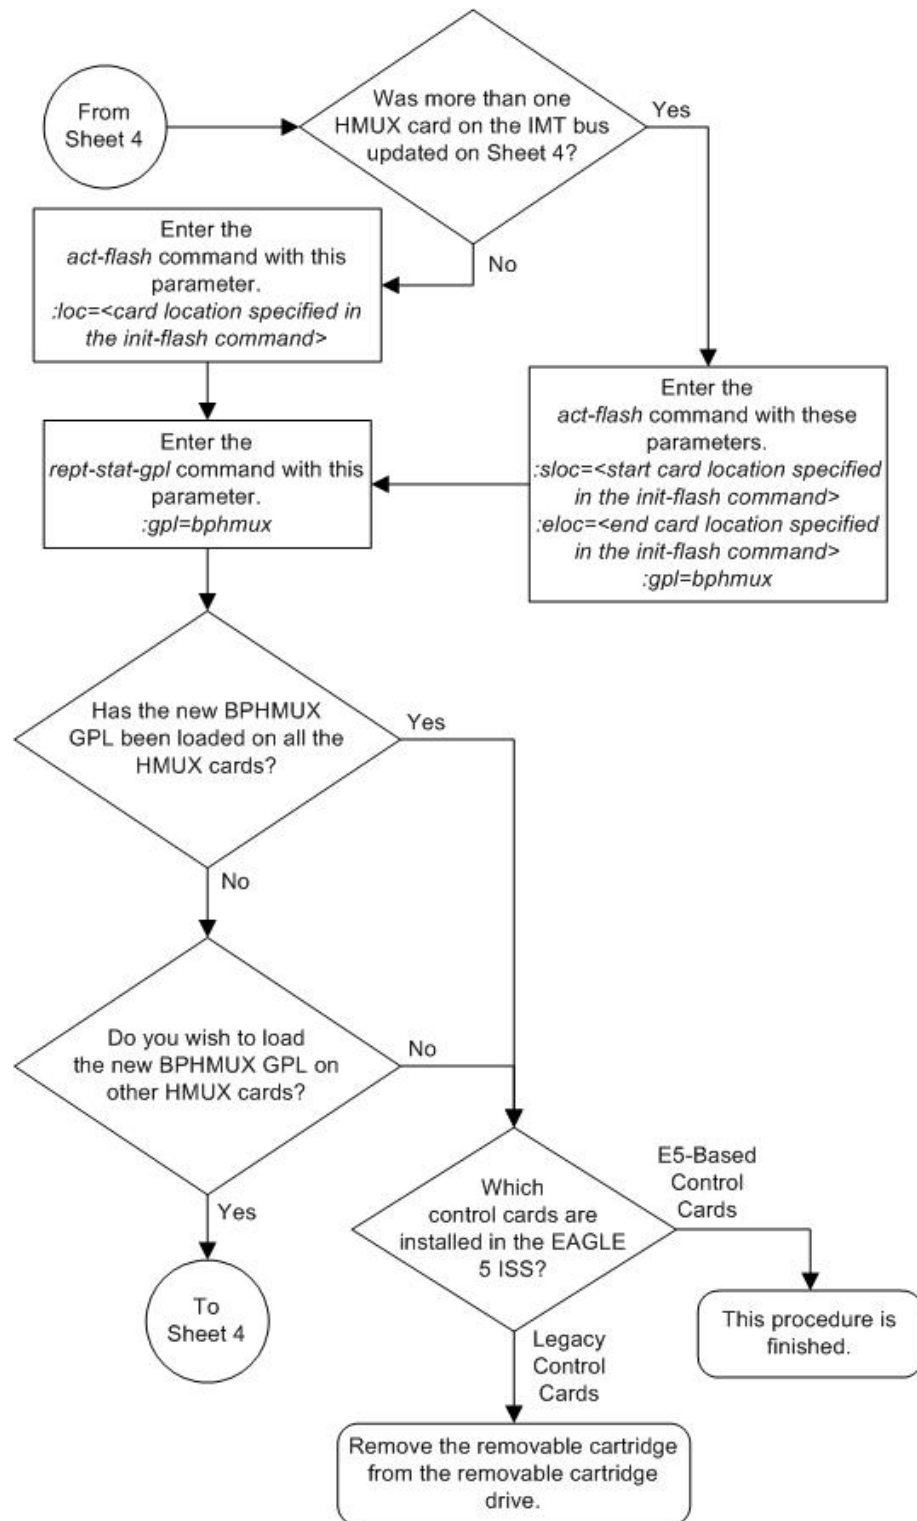 From
Sheet 4
Was more than one
HMUX card on the IMT bus
updated on Sheet 4?
Yes
No
Enter the
act-flash command with this
parameter.
:loc=<card location specified in
the init-flash command>
Enter the
act-flash command with these
parameters.
:sloc=<start card location specified
in the init-flash command>
:eloc=<end card location specified
in the init-flash command>
:gpl=bphmux
Enter the
rept-stat-gpl command with this
parameter.
:gpl=bphmux
Has the new BPHMUX
GPL been loaded on all the
HMUX cards?
Yes
No
Do you wish to load
the new BPHMUX GPL on
other HMUX cards?
No
Yes
To
Sheet 4
Which
control cards are
installed in the EAGLE
5 ISS?
E5-Based
Control
Cards
This procedure is
finished.
Legacy
Control
Cards
Remove the removable cartridge
from the removable cartridge
drive.